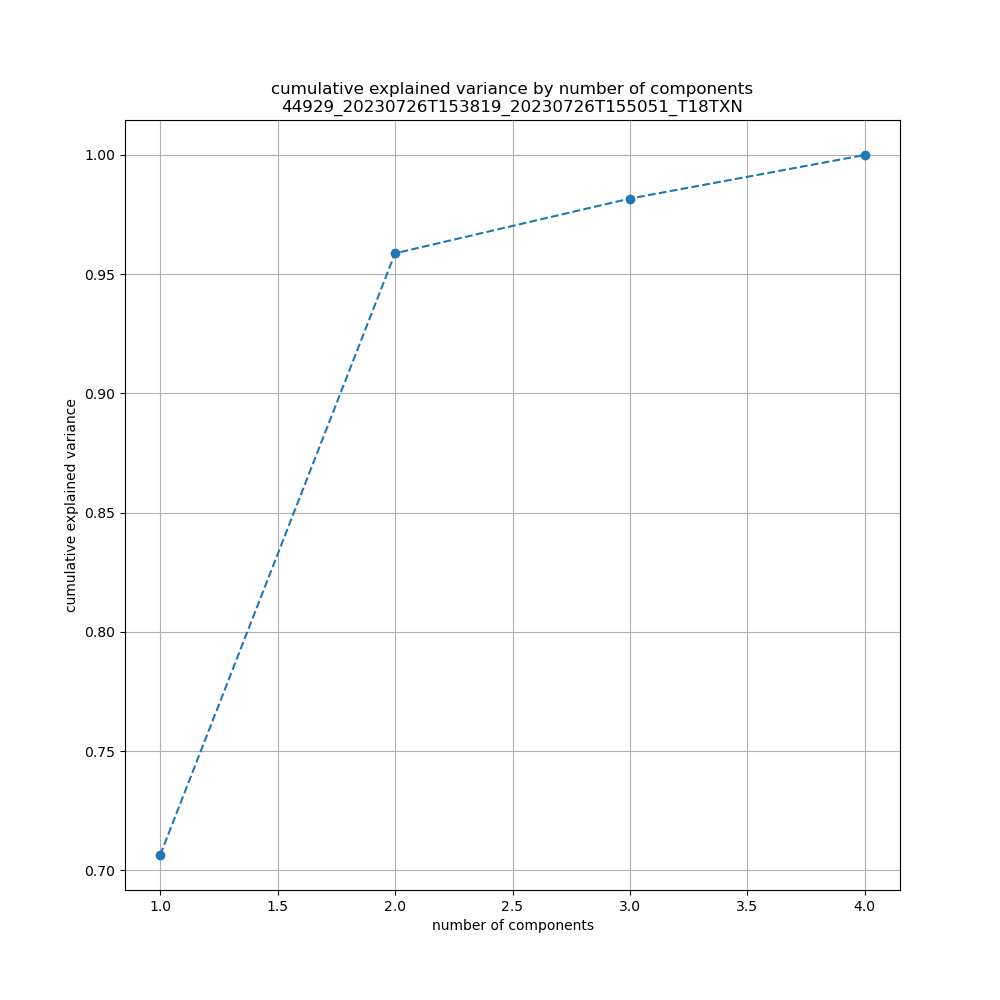 cumulative explained variance by number of components
44929_20230726T153819_20230726T155051_T18TXN
1.00
0.95
0.90
0.85
0.80
0.75
0.70
cumulative explained variance
1.0 1.5 2.0 2.5 3.0 3.5 4.0
number of components